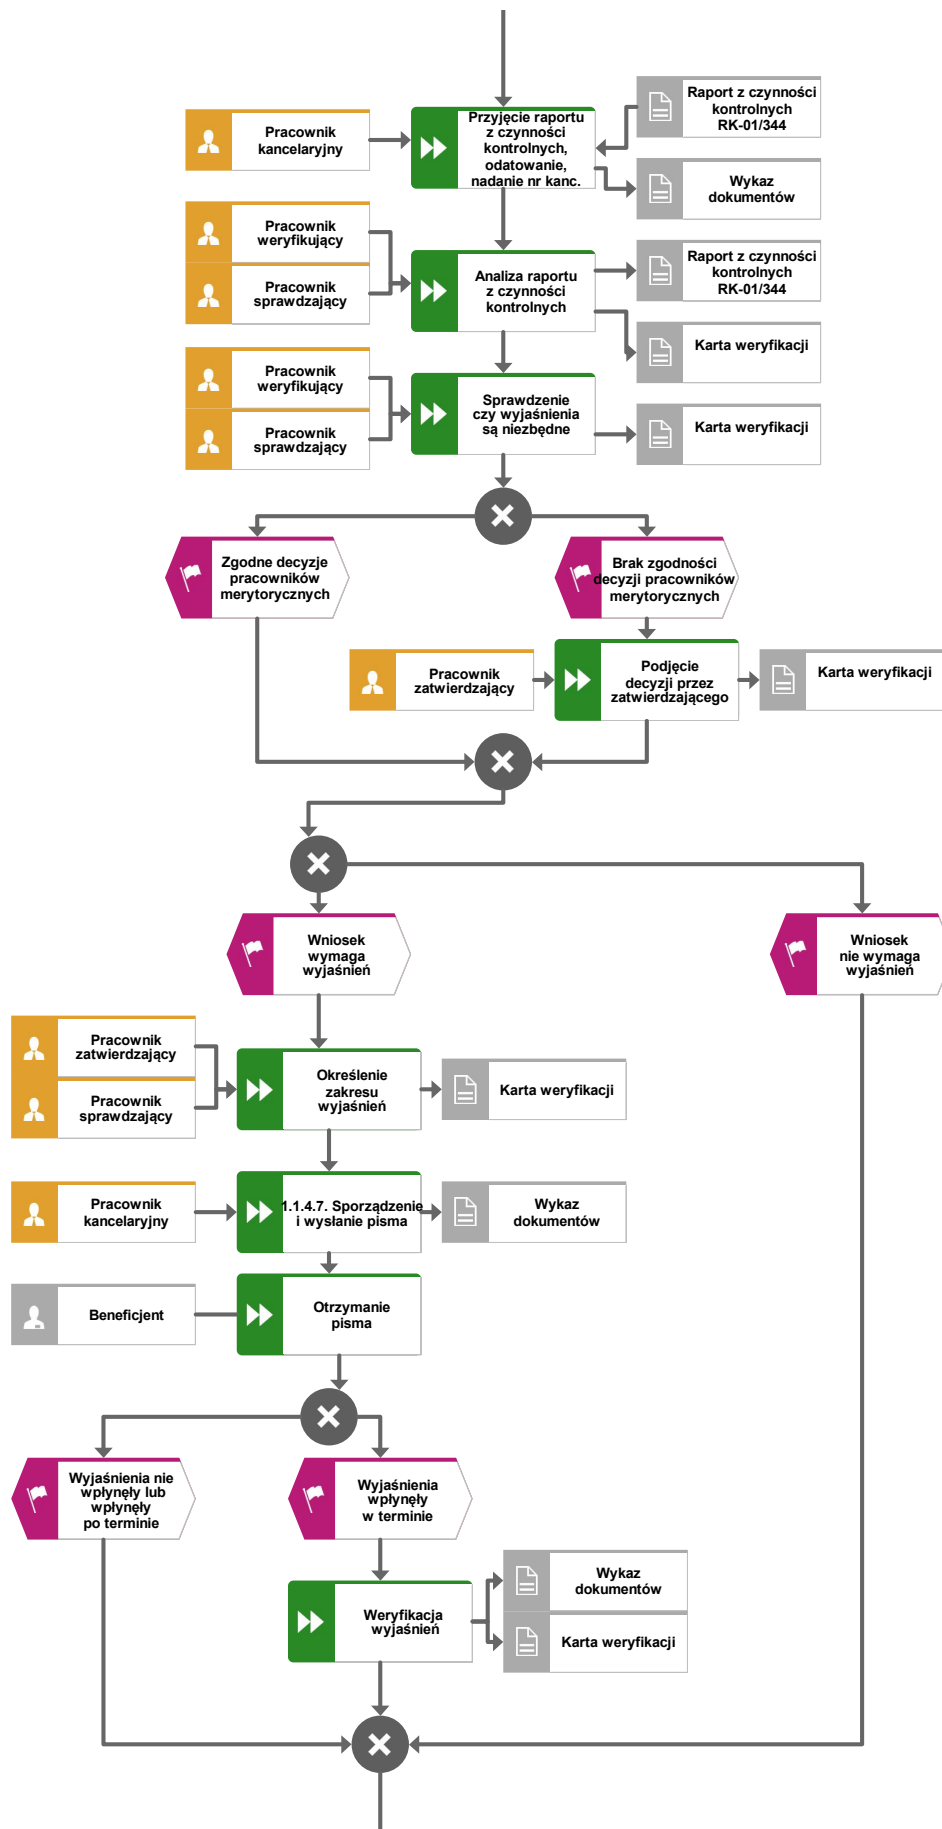 Raport z czynności
kontrolnych
RK-01/344
Pracownik
kancelaryjny
Przyjęcie raportu
z czynności
kontrolnych,
odatowanie,
nadanie nr kanc.
Wykaz
dokumentów
Pracownik
weryfikujący
Pracownik
sprawdzający
Analiza raportu
z czynności
kontrolnych
Raport z czynności
kontrolnych
RK-01/344
Karta weryfikacji
Pracownik
weryfikujący
Pracownik
sprawdzający
Sprawdzenie
czy wyjaśnienia
są niezbędne
Karta weryfikacji
Zgodne decyzje
pracowników
merytorycznych
Brak zgodności
decyzji pracowników
merytorycznych
Pracownik
zatwierdzający
Podjęcie
decyzji przez
zatwierdzającego
Karta weryfikacji
Wniosek
wymaga
wyjaśnień
Wniosek
nie wymaga
wyjaśnień
Pracownik
zatwierdzający
Pracownik
sprawdzający
Określenie
zakresu
wyjaśnień
Karta weryfikacji
Pracownik
kancelaryjny
1.1.4.7. Sporządzenie
i wysłanie pisma
Wykaz
dokumentów
Beneficjent
Otrzymanie
pisma
Wyjaśnienia nie
wpłynęły lub
wpłynęły
po terminie
Wyjaśnienia
wpłynęły
w terminie
Weryfikacja
wyjaśnień
Wykaz
dokumentów
Karta weryfikacji